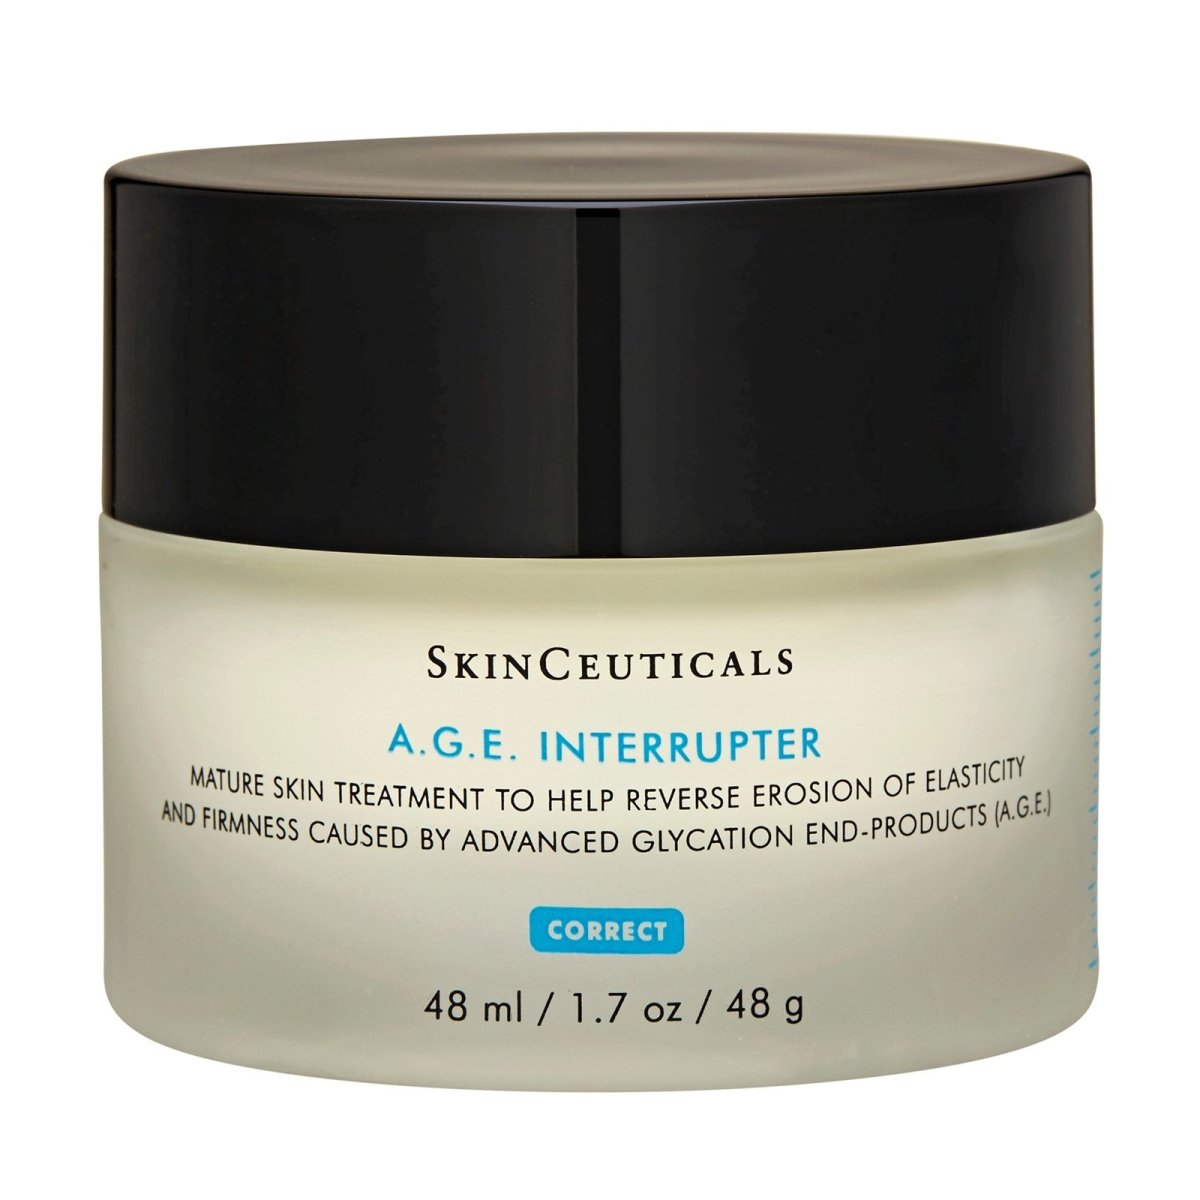 SKINCEUTICALS
A.G.E. INTERRUPTER
MATURE SKIN TREATMENT TO HELP REVERSE EROSION OF ELASTICITY
AND FIRMNESS CAUSED BY ADVANCED GLYCATION END-PRODUCTS (A.G.E.)
CORRECT
48 ml / 1.7 oz / 48 g